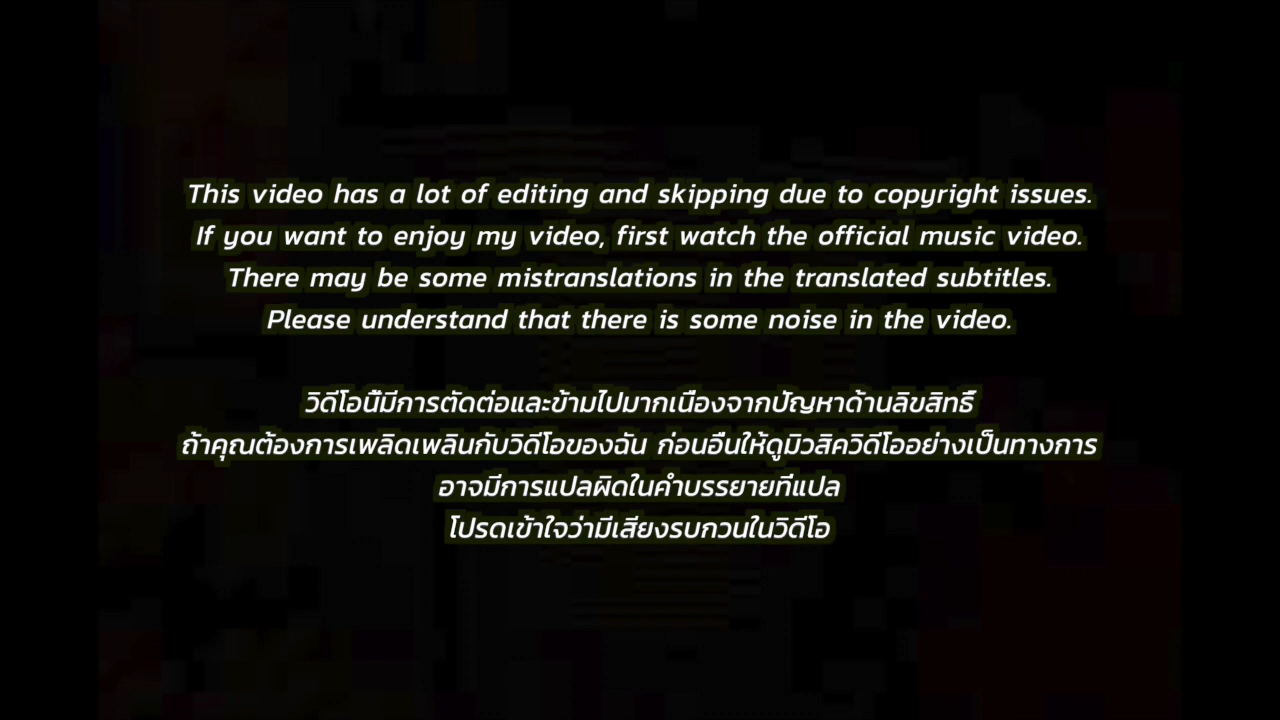 This video has a lot of editing and skipping due to copyright issues.
If you want to enjoy my video, first watch the official music video.
There may be some mistranslations in the translated subtitles.
Please understand that there is some noise in the video.
วิดีโอนี้มีการตัดต่อและข้ามไปมากเนื่องจากปัญหาด้านลิขสิทธิ์
ถ้าคุณต้องการเพลิดเพลินกับวิดีโอของฉัน ก่อนอื่นให้ดูมิวสิควิดีโออย่างเป็นทางการ
อาจมีการแปลผิดในคำบรรยายที่แปล
โปรดเข้าใจว่ามีเสียงรบกวนในวิดีโอ